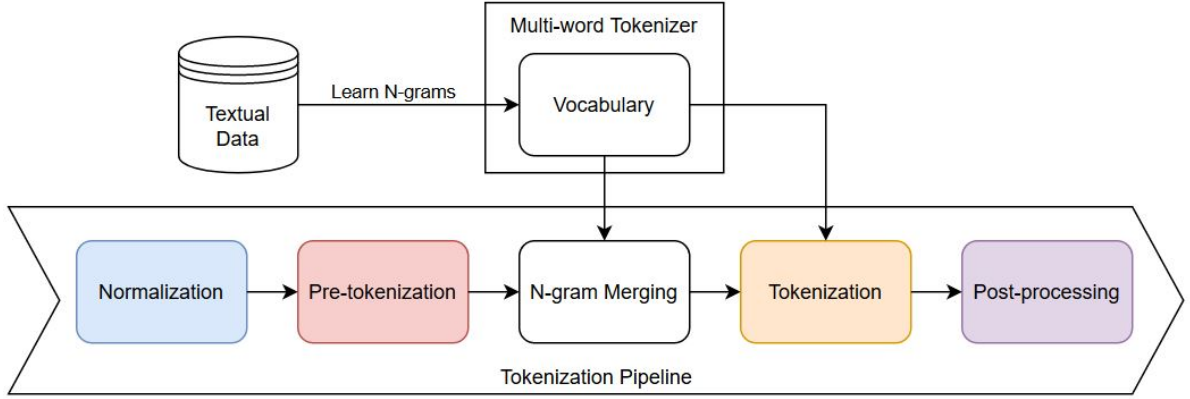 Multi-word Tokenizer
Textual
Data
Learn N-grams
Vocabulary
Normalization
Pre-tokenization
N-gram Merging
Tokenization
Post-processing
Tokenization Pipeline